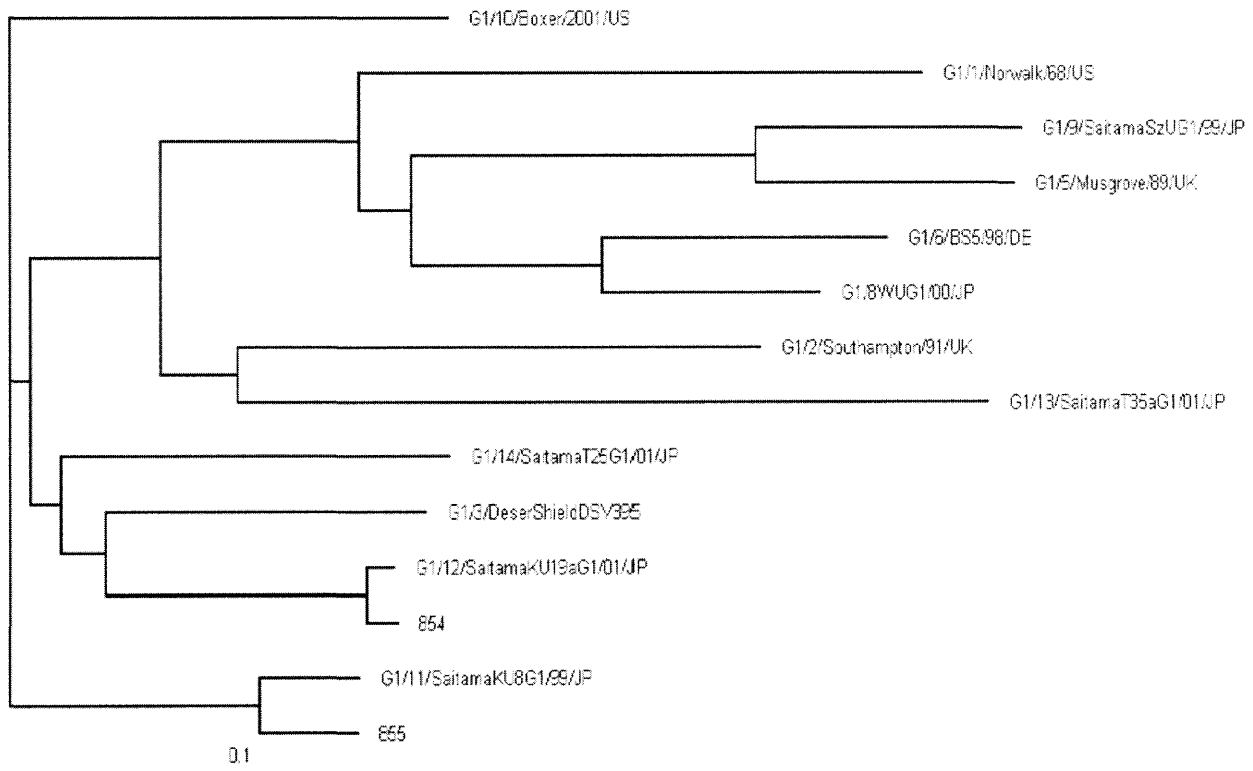 G1/10/Boxer/2001/US
G1/1/Norwalk/68/US
G1/9/SaitamaSzUG1/99/JP
G1/5/Musgrove/89/UK
G1/6/BS5/98/DE
G1/8WUG1/00/JP
G1/2/Southampton/91/UK
G1/13/SaitamaT35aG1/01/JP
G1/14/SaitamaT25G1/01/JP
G1/3/DeserShieldDSV395
G1/12/SaitamaKU19aG1/01/JP
854
G1/11/SaitamaKU8G1/99/JP
855
0.1